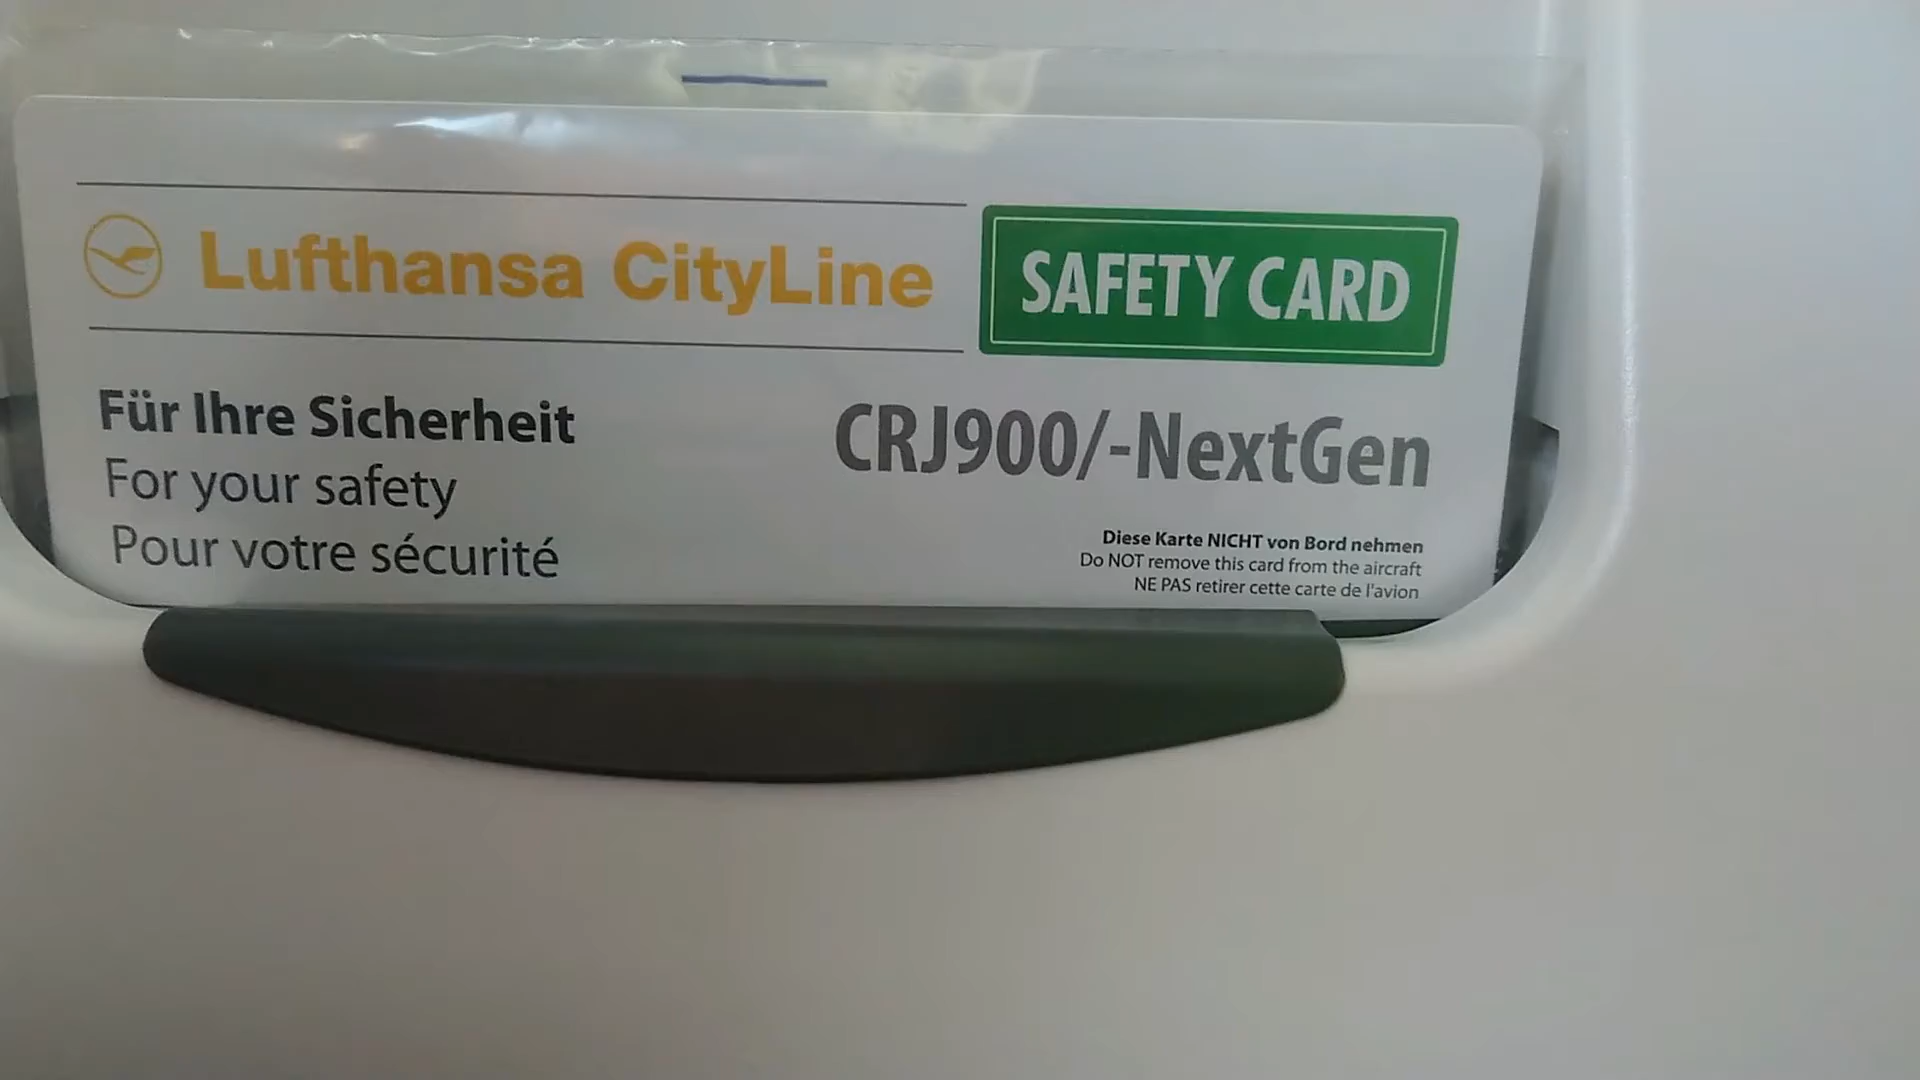 Lufthansa CityLine
SAFETY CARD
Für Ihre Sicherheit
For your safety
Pour votre sécurité
CRJ900/-NextGen
Diese Karte NICHT von Bord nehmen
Do NOT remove this card from the aircraft
NE PAS retirer cette carte de l'avion